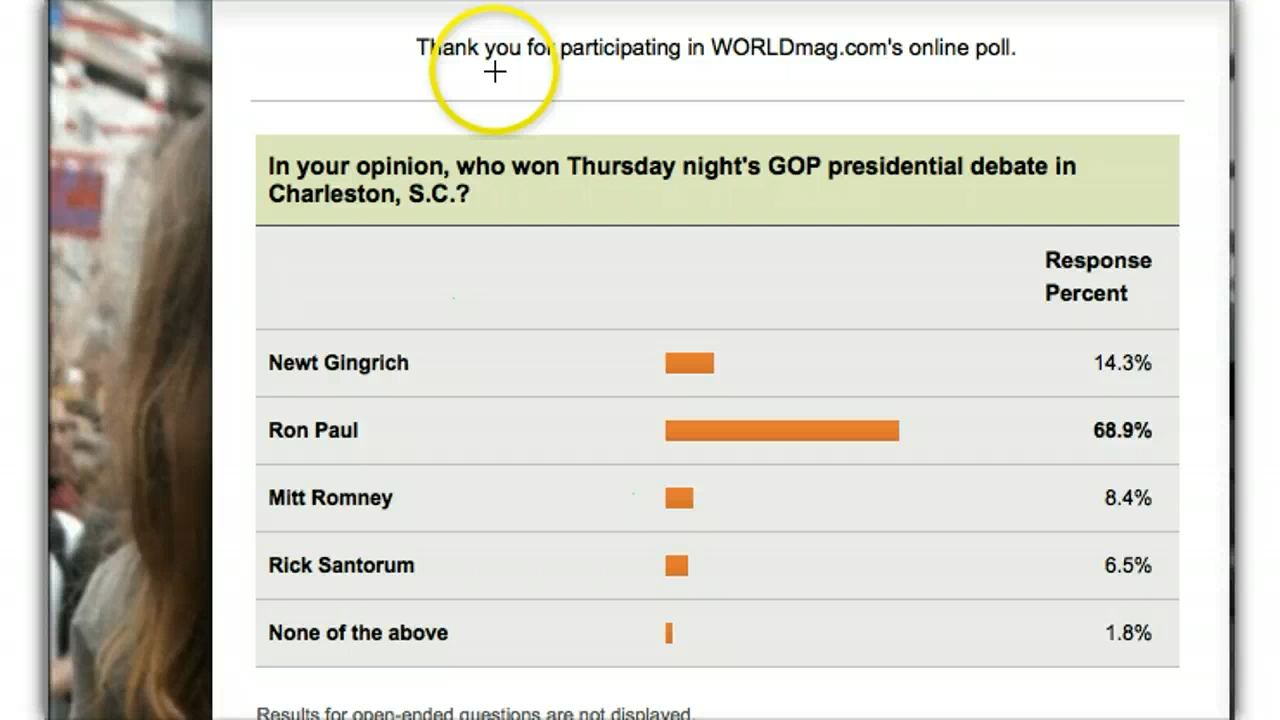 Thank you for participating in WORLDmag.com's online poll.
In your opinion, who won Thursday night's GOP presidential debate in
Charleston, S.C.?
Response
Percent
Newt Gingrich 14.3%
Ron Paul 68.9%
Mitt Romney 8.4%
Rick Santorum 6.5%
None of the above 1.8%
Results for open-ended questions are not displayed.